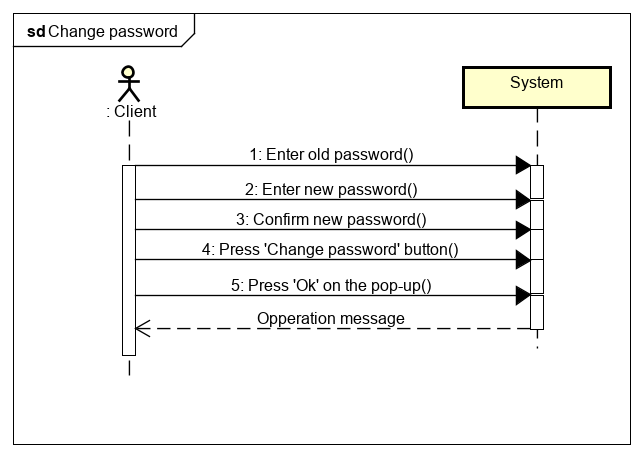 sd Change password
: Client
System
1: Enter old password()
2: Enter new password()
3: Confirm new password()
4: Press 'Change password' button()
5: Press 'Ok' on the pop-up()
Opperation message